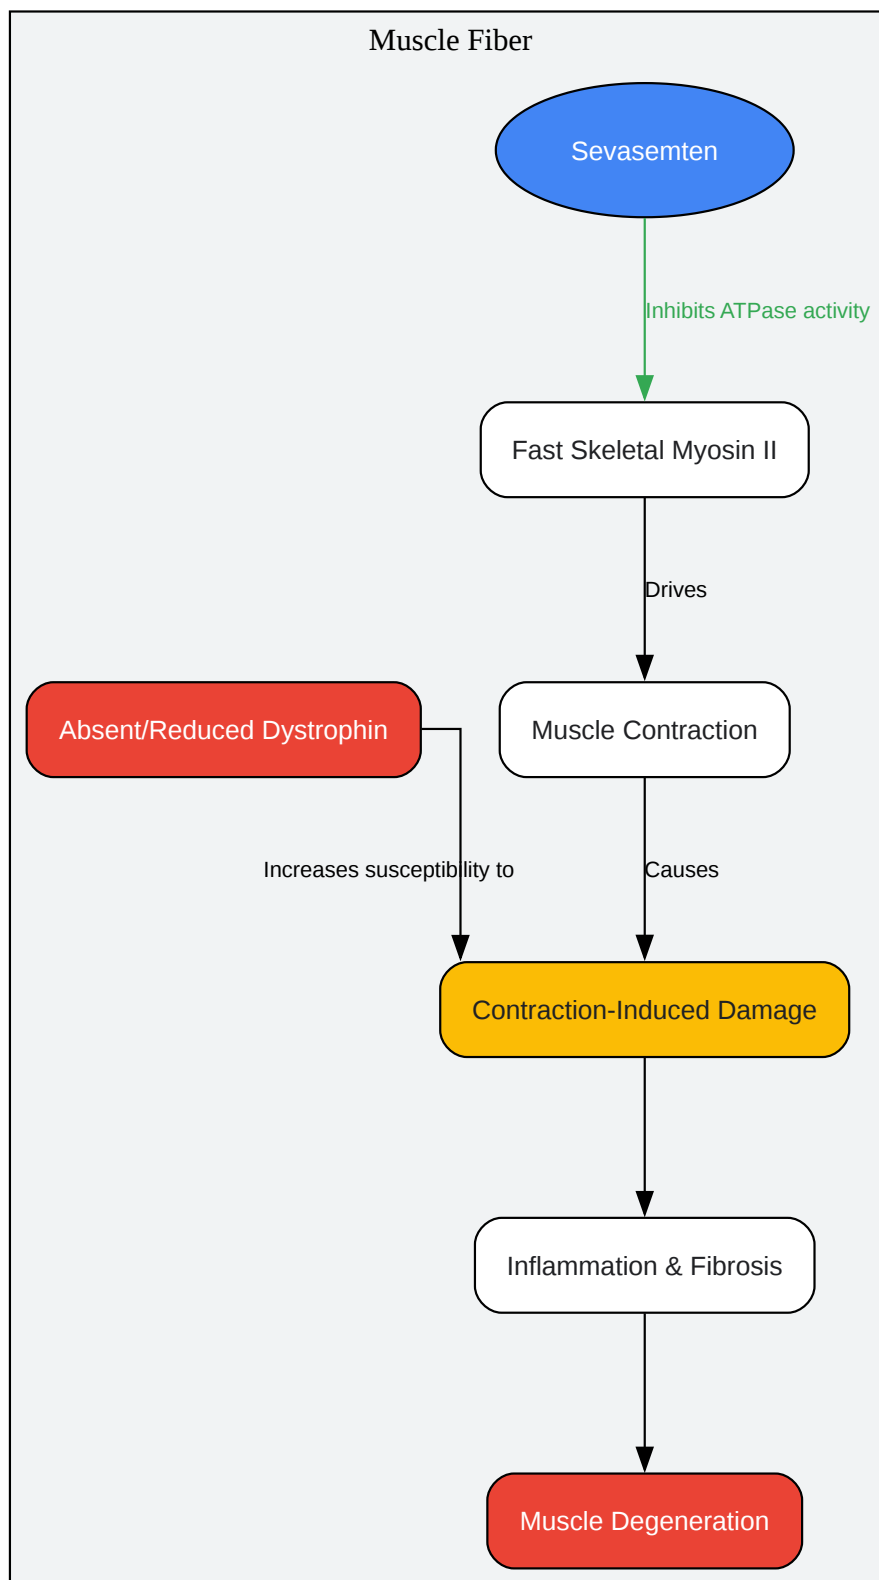 Muscle Fiber
Sevasemten
Inhibits ATPase activity
Fast Skeletal Myosin II
Drives
Absent/Reduced Dystrophin
Muscle Contraction
Increases susceptibility to
Causes
Contraction-Induced Damage
Inflammation & Fibrosis
Muscle Degeneration